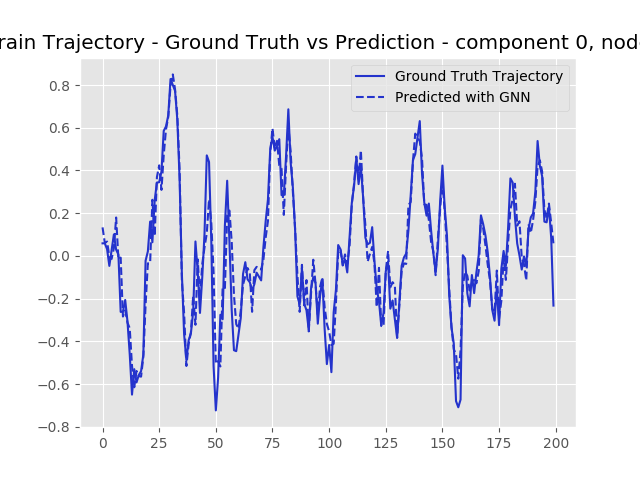 rain Trajectory - Ground Truth vs Prediction - component 0, nod
Ground Truth Trajectory
Predicted with GNN
0.8
0.6
0.4
0.2
0.0
−0.2
−0.4
−0.6
−0.8
0 25 50 75 100 125 150 175 200